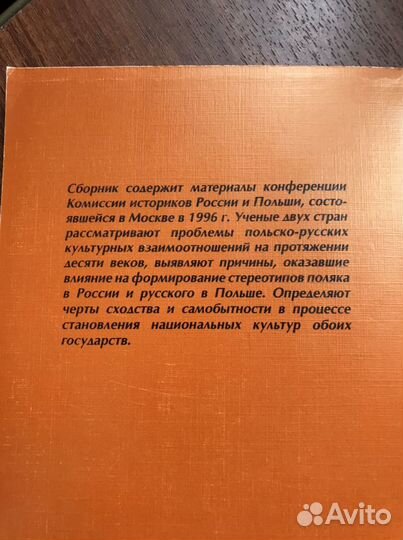 Сборник содержит материалы конференции
Комиссии историков России и Польши, состо-
явшейся в Москве в 1996 г. Ученые двух стран
рассматривают проблемы польско-русских
культурных взаимоотношений на протяжении
десяти веков, выявляют причины, оказавшие
влияние на формирование стереотипов поляка
в России и русского в Польше. Определяют
черты сходства и самобытности в процессе
становления национальных культур обоих
государств.
Avito